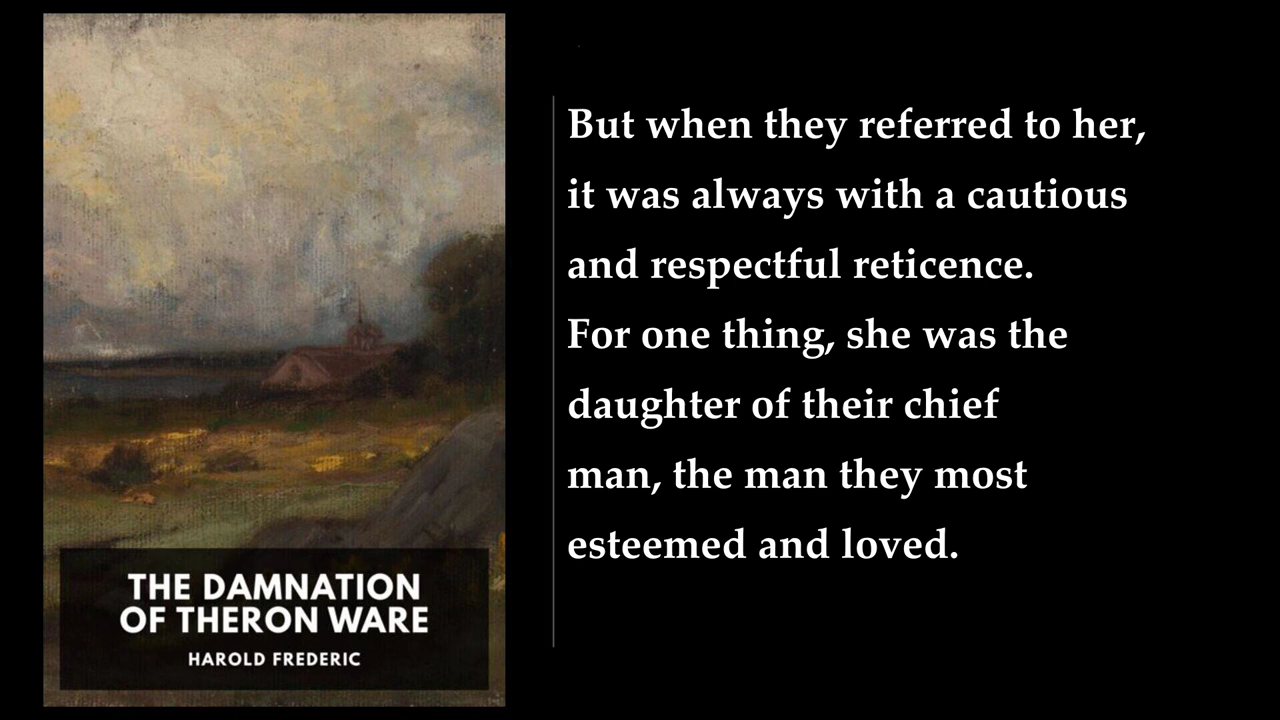 But when they referred to her,
it was always with a cautious
and respectful reticence.
For one thing, she was the
daughter of their chief
man, the man they most
esteemed and loved.
THE DAMNATION
OF THERON WARE
HAROLD FREDERIC